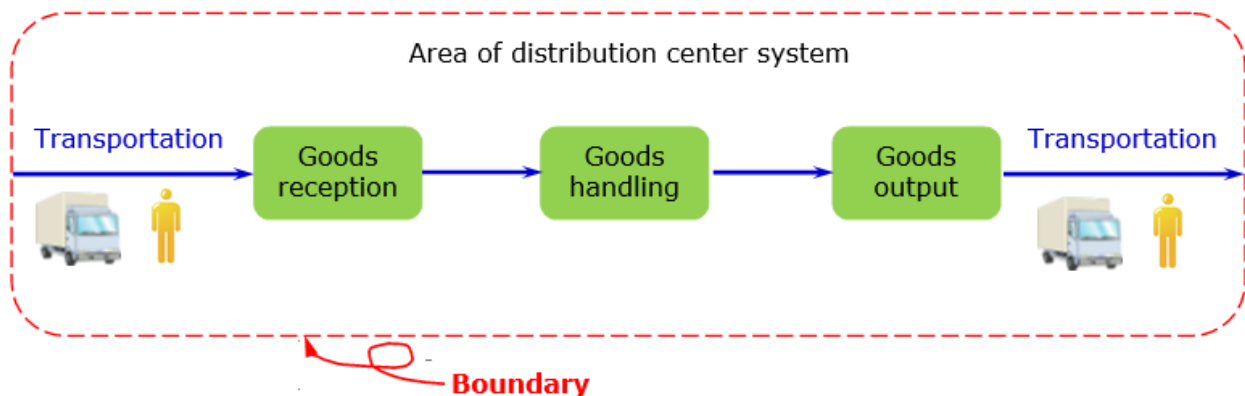 Area of distribution center system
Transportation
Goods
reception
Goods
handling
Goods
output
Transportation
Boundary